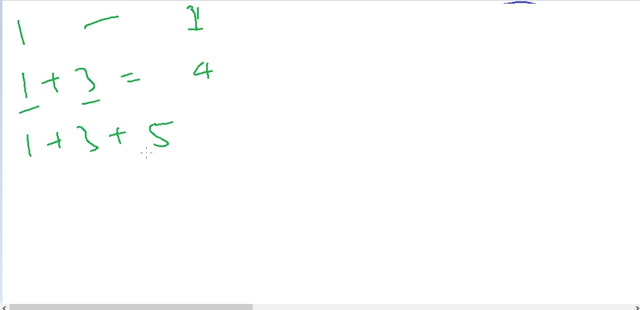 1 - 1
1 + 3 = 4
1 + 3 + 5